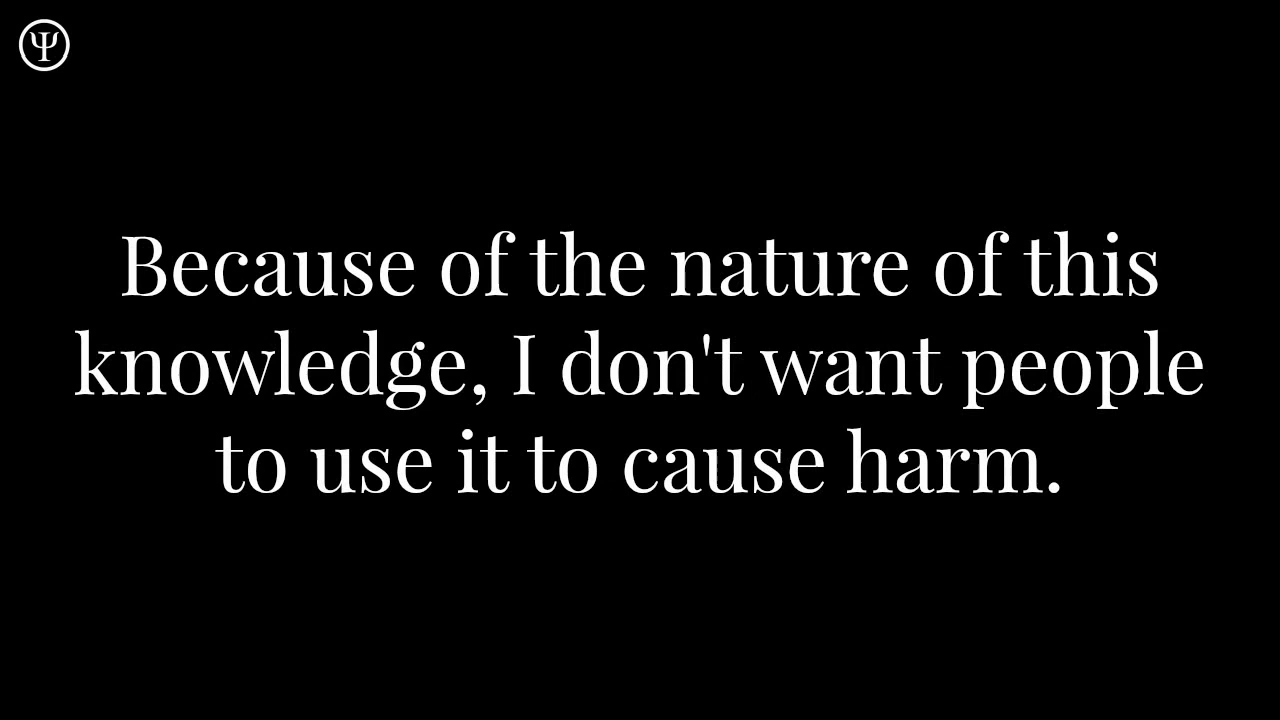 Ψ
Because of the nature of this
knowledge, I don't want people
to use it to cause harm.